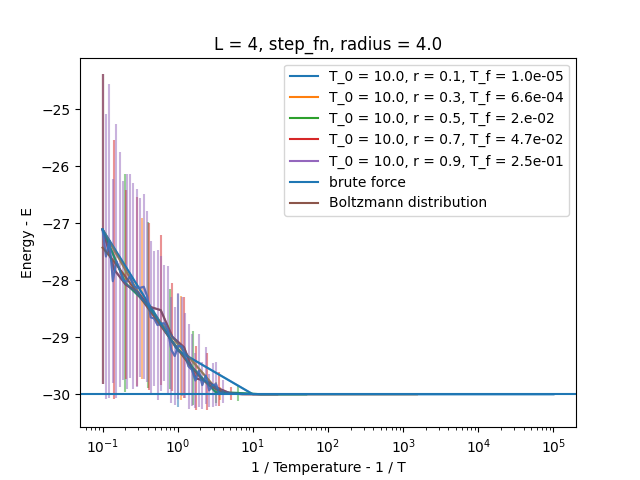 L = 4, step_fn, radius = 4.0
T_0 = 10.0, r = 0.1, T_f = 1.0e-05
T_0 = 10.0, r = 0.3, T_f = 6.6e-04
T_0 = 10.0, r = 0.5, T_f = 2.e-02
T_0 = 10.0, r = 0.7, T_f = 4.7e-02
T_0 = 10.0, r = 0.9, T_f = 2.5e-01
brute force
Boltzmann distribution
Energy - E
−25
−26
−27
−28
−29
−30
10⁻¹ 10⁰ 10¹ 10² 10³ 10⁴ 10⁵
1 / Temperature - 1 / T